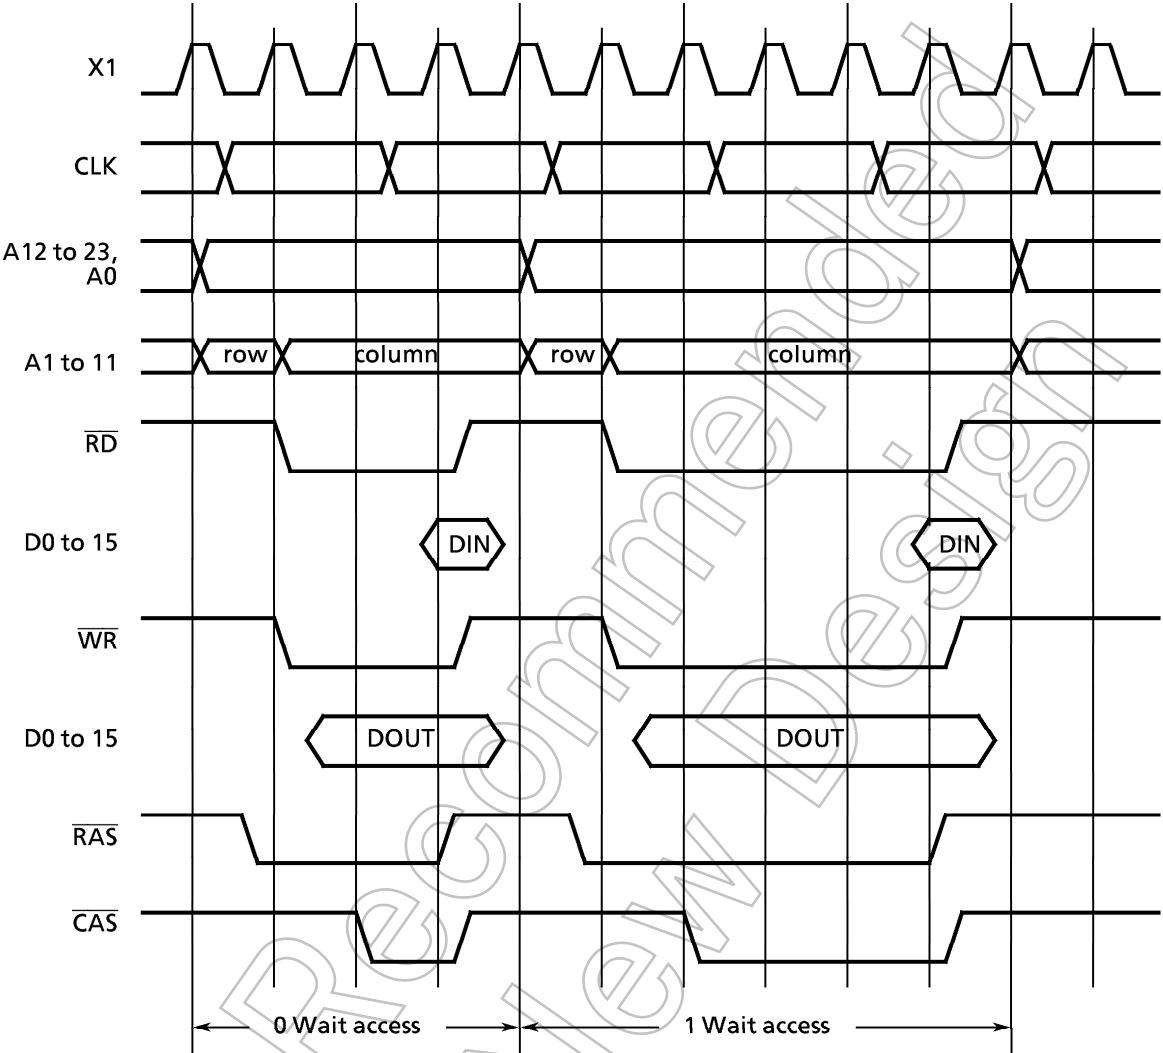 X1
CLK
A12 to 23,
A0
A1 to 11
row
column
row
column
RD
D0 to 15
DIN
DIN
WR
D0 to 15
DOUT
DOUT
RAS
CAS
0 Wait access
1 Wait access
Recommended
New Design